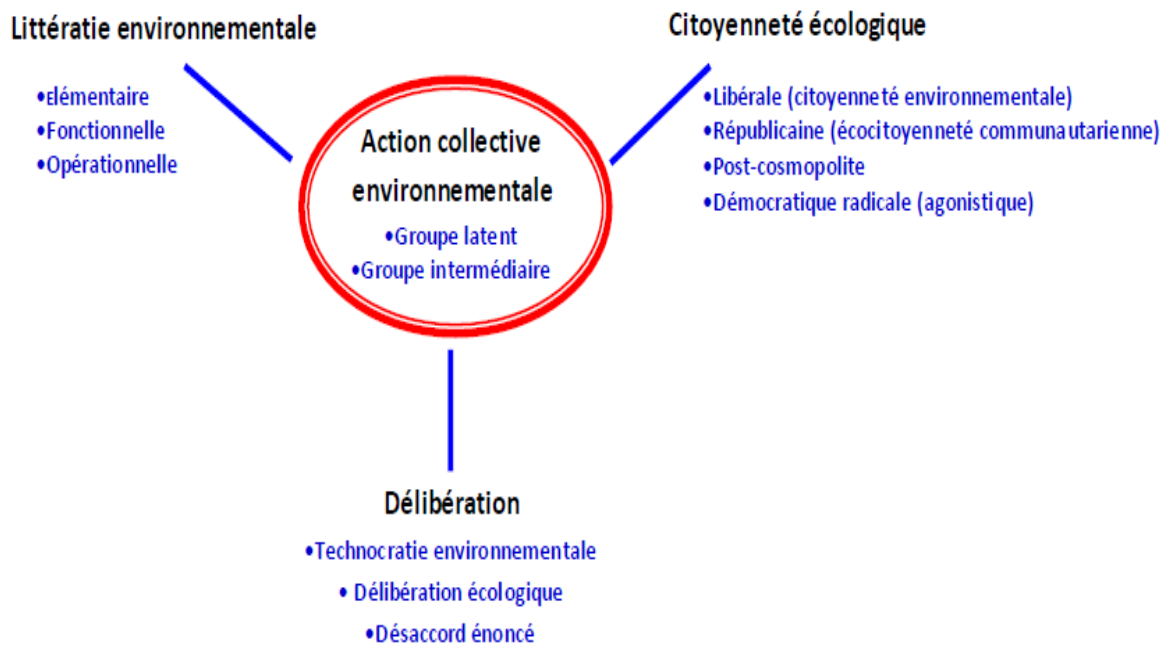 Littératie environnementale
•Elémentaire
•Fonctionnelle
•Opérationnelle
Citoyenneté écologique
•Libérale (citoyenneté environnementale)
•Républicaine (écocitoyenneté communautarienne)
•Post-cosmopolite
•Démocratique radicale (agonistique)
Action collective
environnementale
•Groupe latent
•Groupe intermédiaire
Délibération
•Technocratie environnementale
• Délibération écologique
•Désaccord énoncé